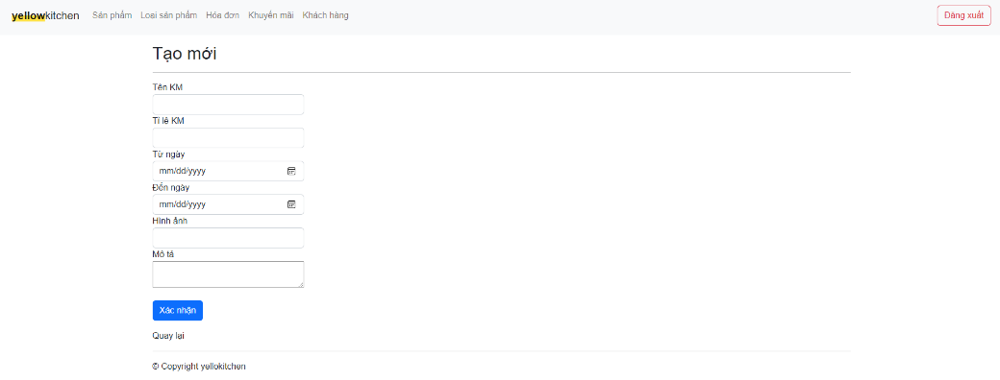 yellowkitchen Sản phẩm Loại sản phẩm Hóa đơn Khuyến mãi Khách hàng Đăng xuất
Tạo mới
Tên KM
Tỉ lệ KM
Từ ngày
mm/dd/yyyy
Đến ngày
mm/dd/yyyy
Hình ảnh
Mô tả
Xác nhận
Quay lại
© Copyright yellokitchen